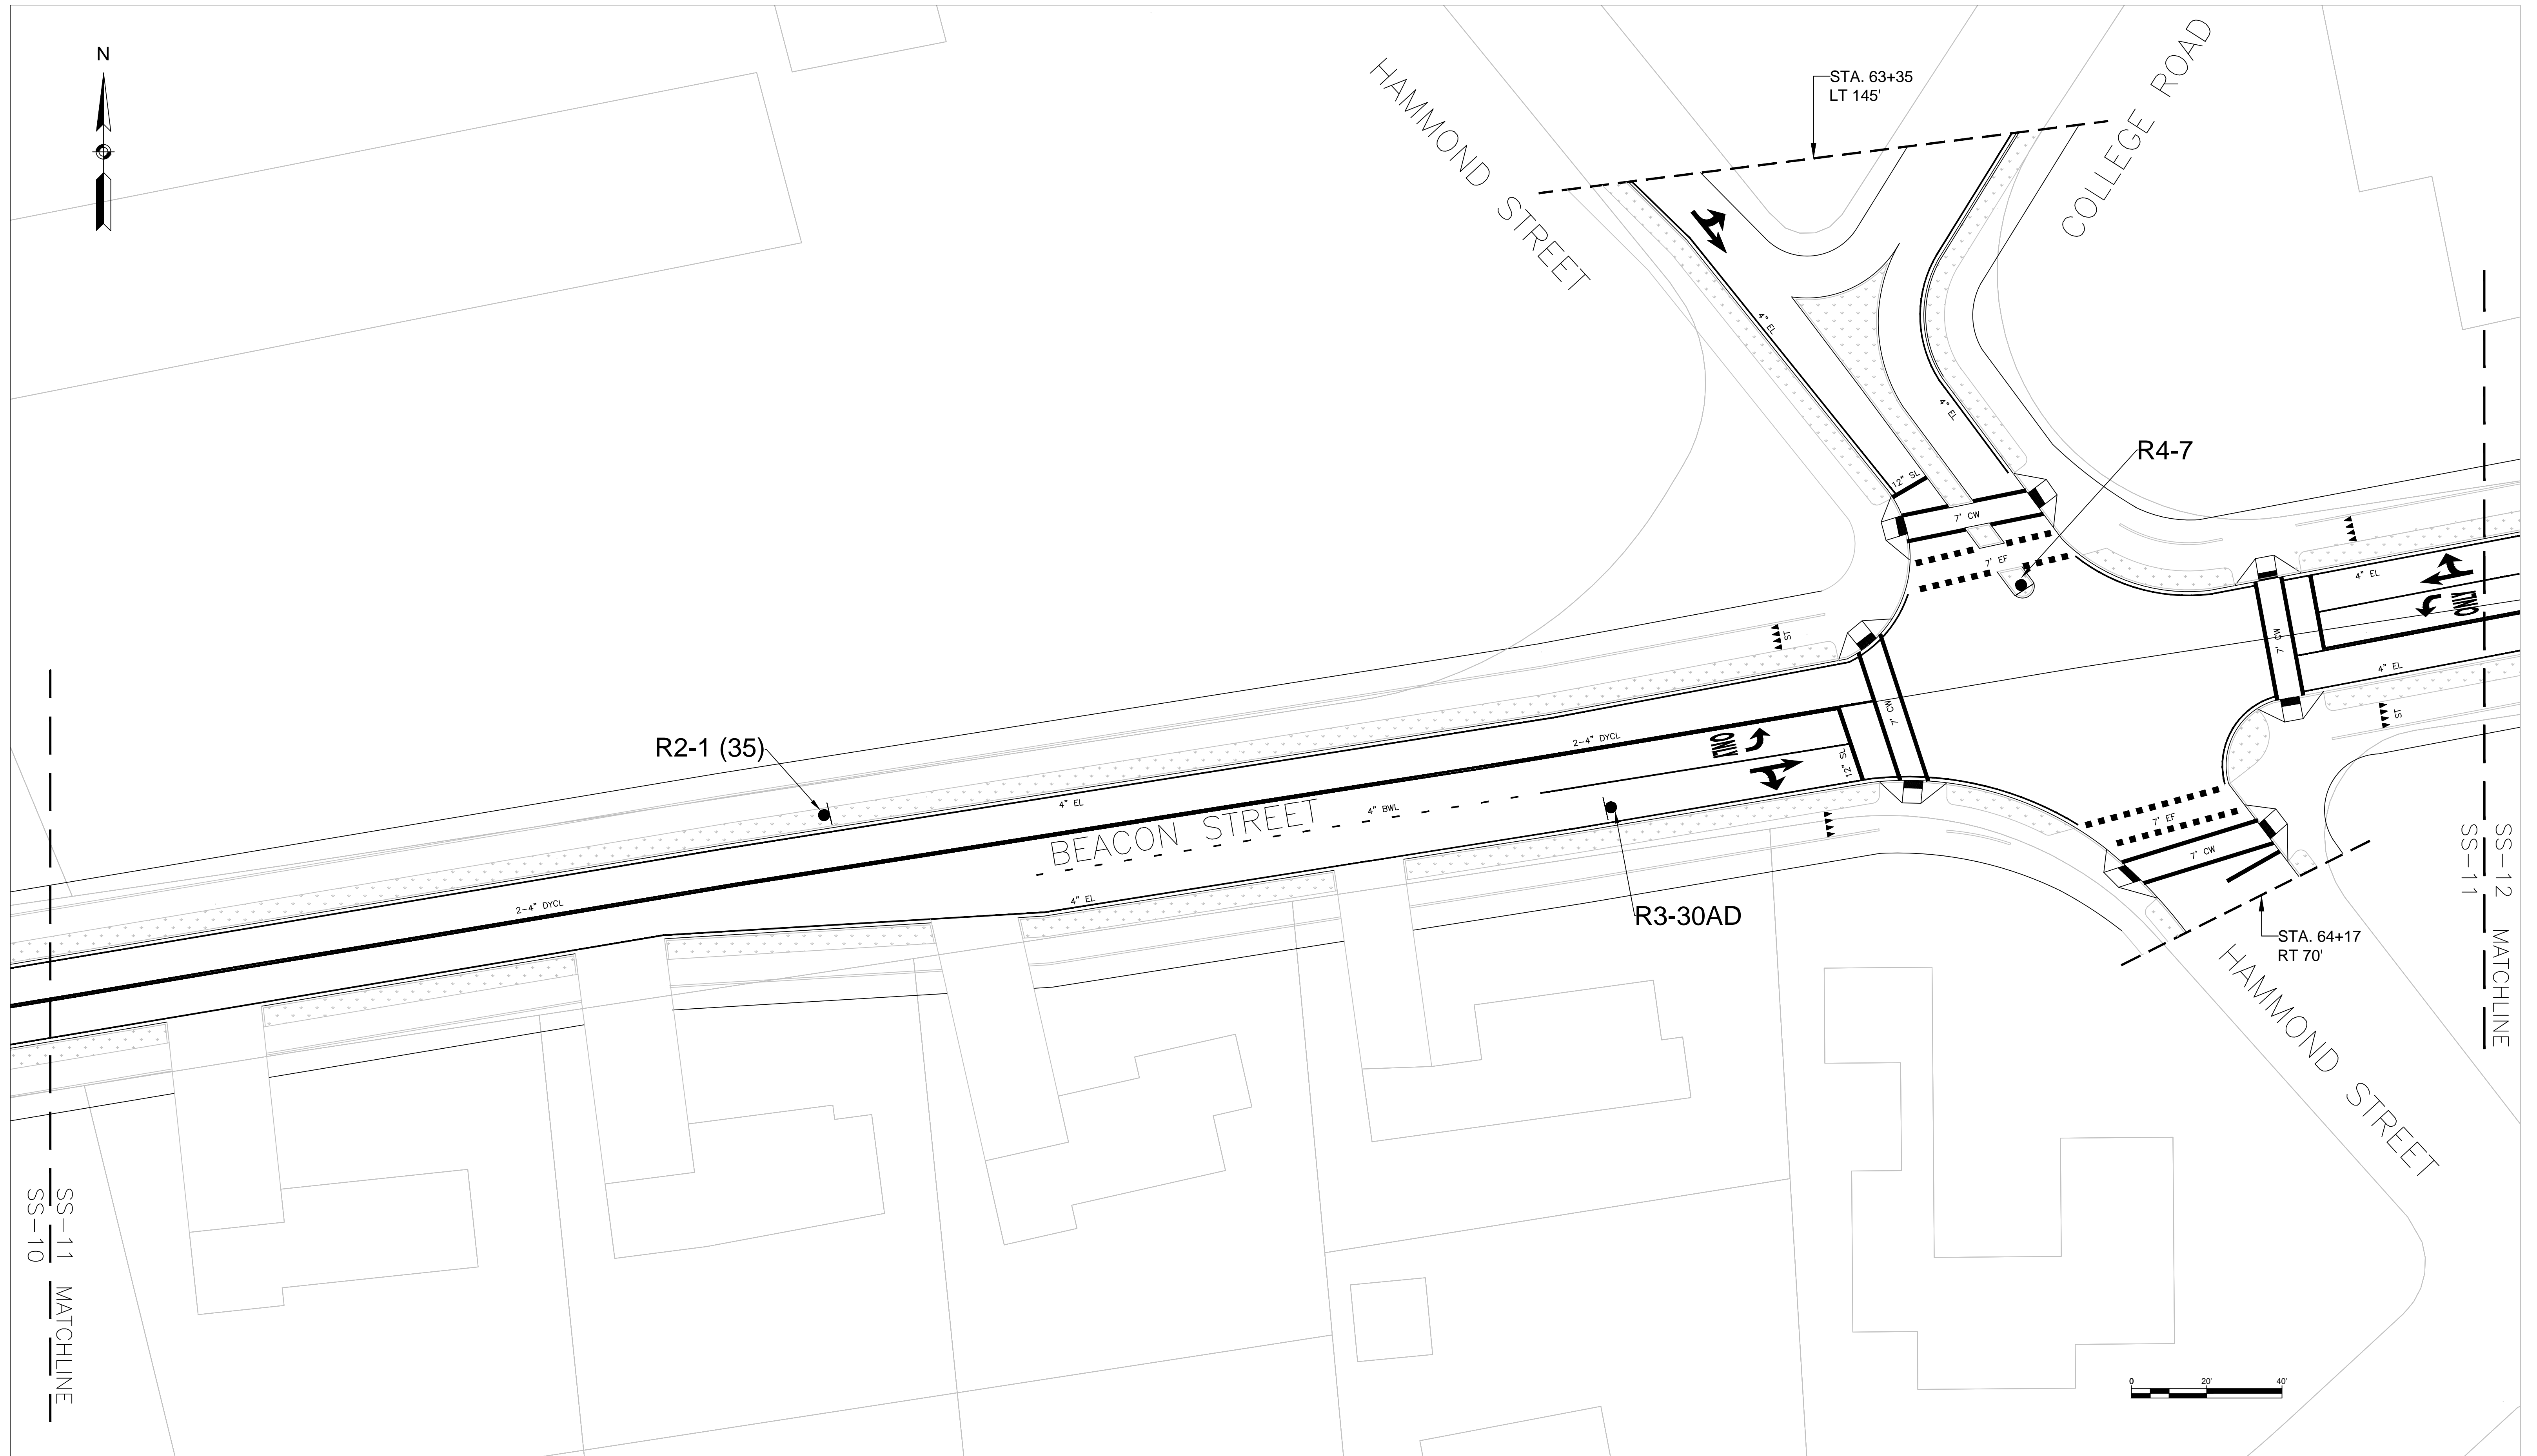 N
HAMMOND STREET
STA. 63+35
LT 145'
COLLEGE ROAD
4" EL
4" EL
R4-7
12" SL
7' CW
7' EF
4" EL
ONLY
7' CW
4" EL
ST
ST
R2-1 (35)
2-4" DYCL
ONLY
12" SL
7' CW
4" EL
BEACON STREET
4" BWL
2-4" DYCL
4" EL
R3-30AD
7' EF
7' CW
STA. 64+17
RT 70'
HAMMOND STREET
SS-12 MATCHLINE
SS-11
SS-11 MATCHLINE
SS-10
0 20' 40'